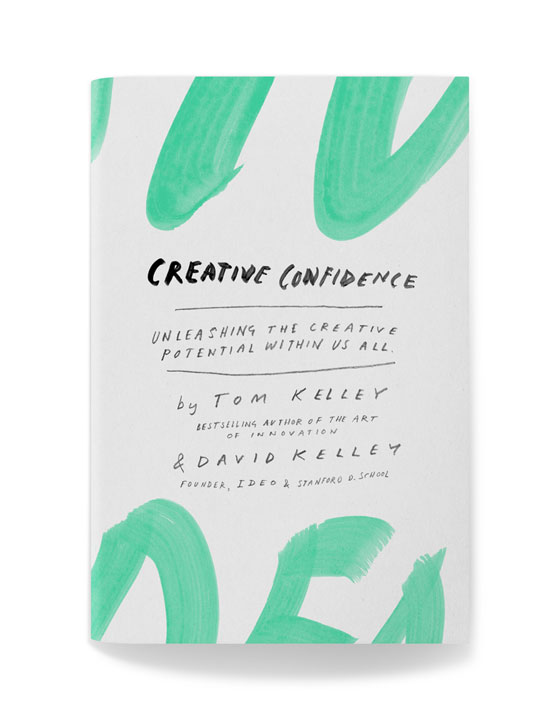 CREATIVE CONFIDENCE
UNLEASHING THE CREATIVE
POTENTIAL WITHIN US ALL.
by TOM KELLEY
BESTSELLING AUTHOR OF THE ART
OF INNOVATION
& DAVID KELLEY
FOUNDER, IDEO & STANFORD D. SCHOOL